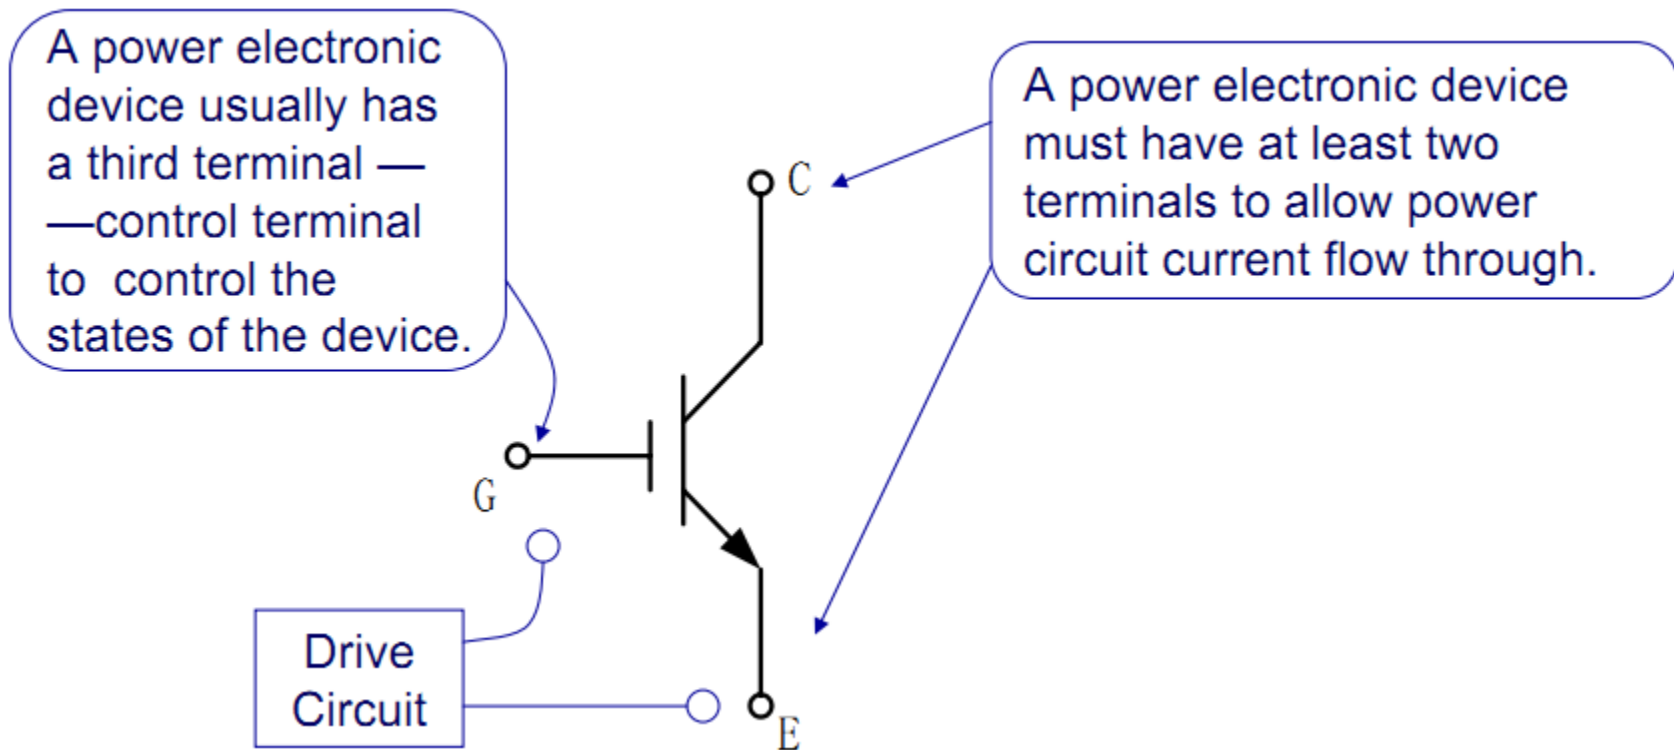 A power electronic
device usually has
a third terminal —
—control terminal
to control the
states of the device.
A power electronic device
must have at least two
terminals to allow power
circuit current flow through.
C
G
Drive
Circuit
E